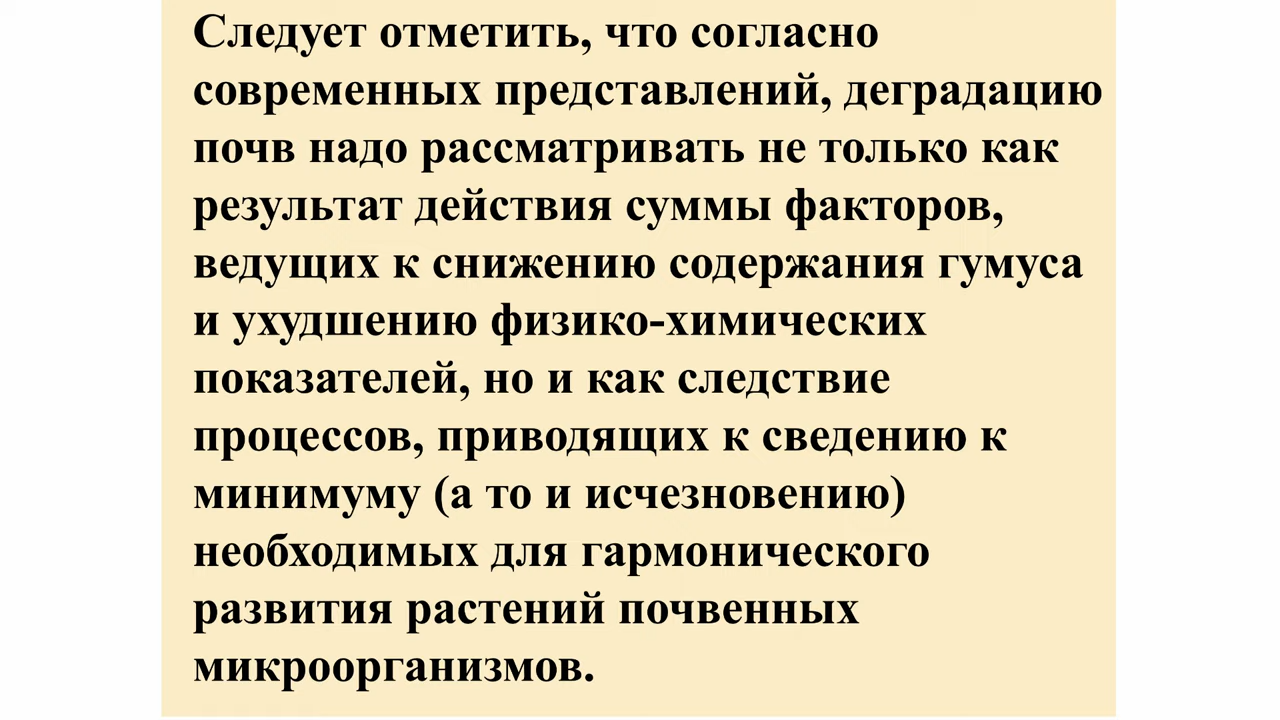 Следует отметить, что согласно
современных представлений, деградацию
почв надо рассматривать не только как
результат действия суммы факторов,
ведущих к снижению содержания гумуса
и ухудшению физико-химических
показателей, но и как следствие
процессов, приводящих к сведению к
минимуму (а то и исчезновению)
необходимых для гармонического
развития растений почвенных
микроорганизмов.